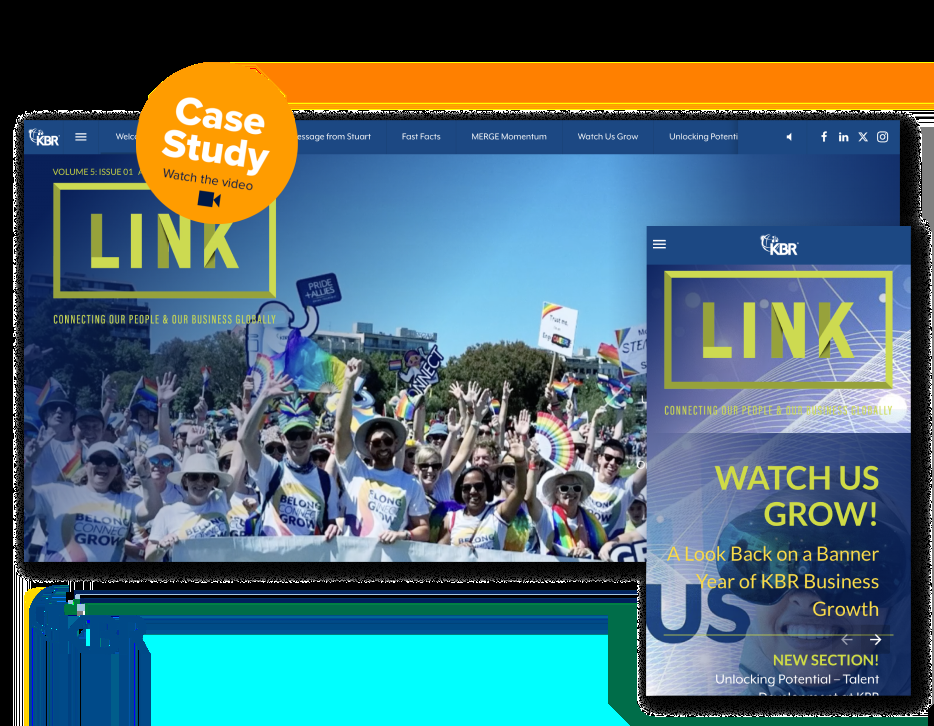 Case
Study
Watch the video
KBR
essage from Stuart
Fast Facts
MERGE Momentum
Watch Us Grow
Unlocking Potenti
VOLUME 5: ISSUE 01
LINK
CONNECTING OUR PEOPLE & OUR BUSINESS GLOBALLY
PRIDE
+ALLIES
CONNECT
BELONG
CONNECT
GROW
KBR
LINK
CONNECTING OUR PEOPLE & OUR BUSINESS GLOBALLY
WATCH US
GROW!
A Look Back on a Banner
Year of KBR Business
Growth
US
NEW SECTION!
Unlocking Potential – Talent
Development at KBR